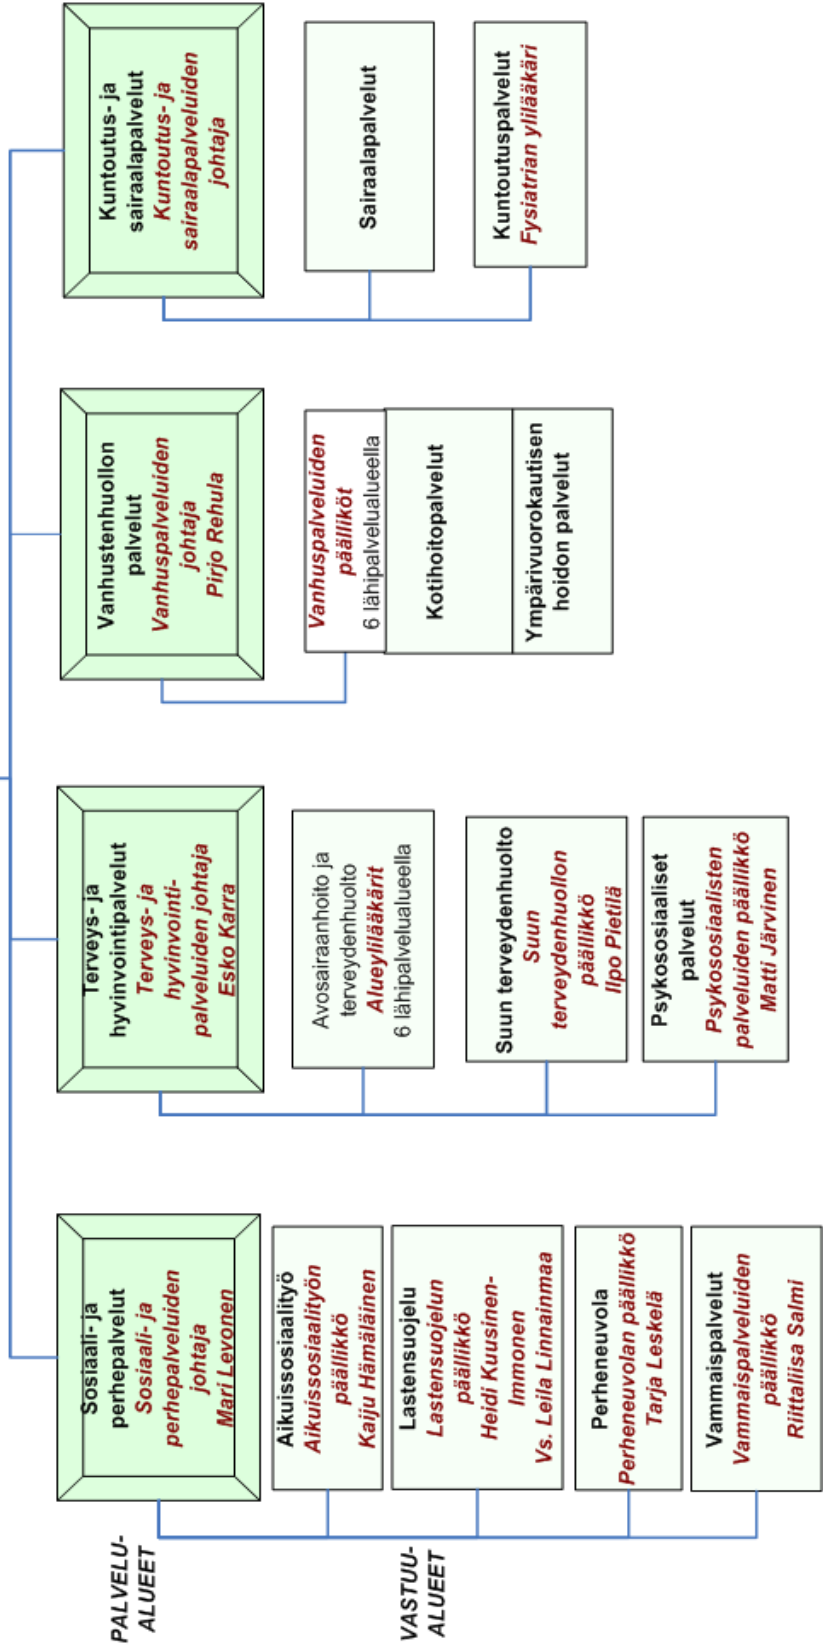 PALVELU-
ALUEET
Sosiaali- ja
perhepalvelut
Sosiaali- ja
perhepalveluiden
johtaja
Mari Levonen
Terveys- ja
hyvinvointipalvelut
Terveys- ja
hyvinvointi-
palveluiden johtaja
Esko Karra
Vanhustenhuollon
palvelut
Vanhuspalveluiden
johtaja
Pirjo Rehula
Kuntoutus- ja
sairaalapalvelut
Kuntoutus- ja
sairaalapalveluiden
johtaja
VASTUU-
ALUEET
Aikuissosiaalityö
Aikuissosiaalityön
päällikkö
Kaiju Hämäläinen
Lastensuojelu
Lastensuojelun
päällikkö
Heidi Kuusinen-
Immonen
Vs. Leila Linnainmaa
Perheneuvola
Perheneuvolan päällikkö
Tarja Leskelä
Vammaispalvelut
Vammaispalveluiden
päällikkö
Riittaliisa Salmi
Avosairaanhoito ja
terveydenhuolto
Alueylilääkärit
6 lähipalvelualueella
Suun terveydenhuolto
Suun
terveydenhuollon
päällikkö
Ilpo Pietilä
Psykososiaaliset
palvelut
Psykososiaalisten
palveluiden päällikkö
Matti Järvinen
Vanhuspalveluiden
päälliköt
6 lähipalvelualueella
Kotihoitopalvelut
Ympärivuorokautisen
hoidon palvelut
Sairaalapalvelut
Kuntoutuspalvelut
Fysiatrian ylilääkäri